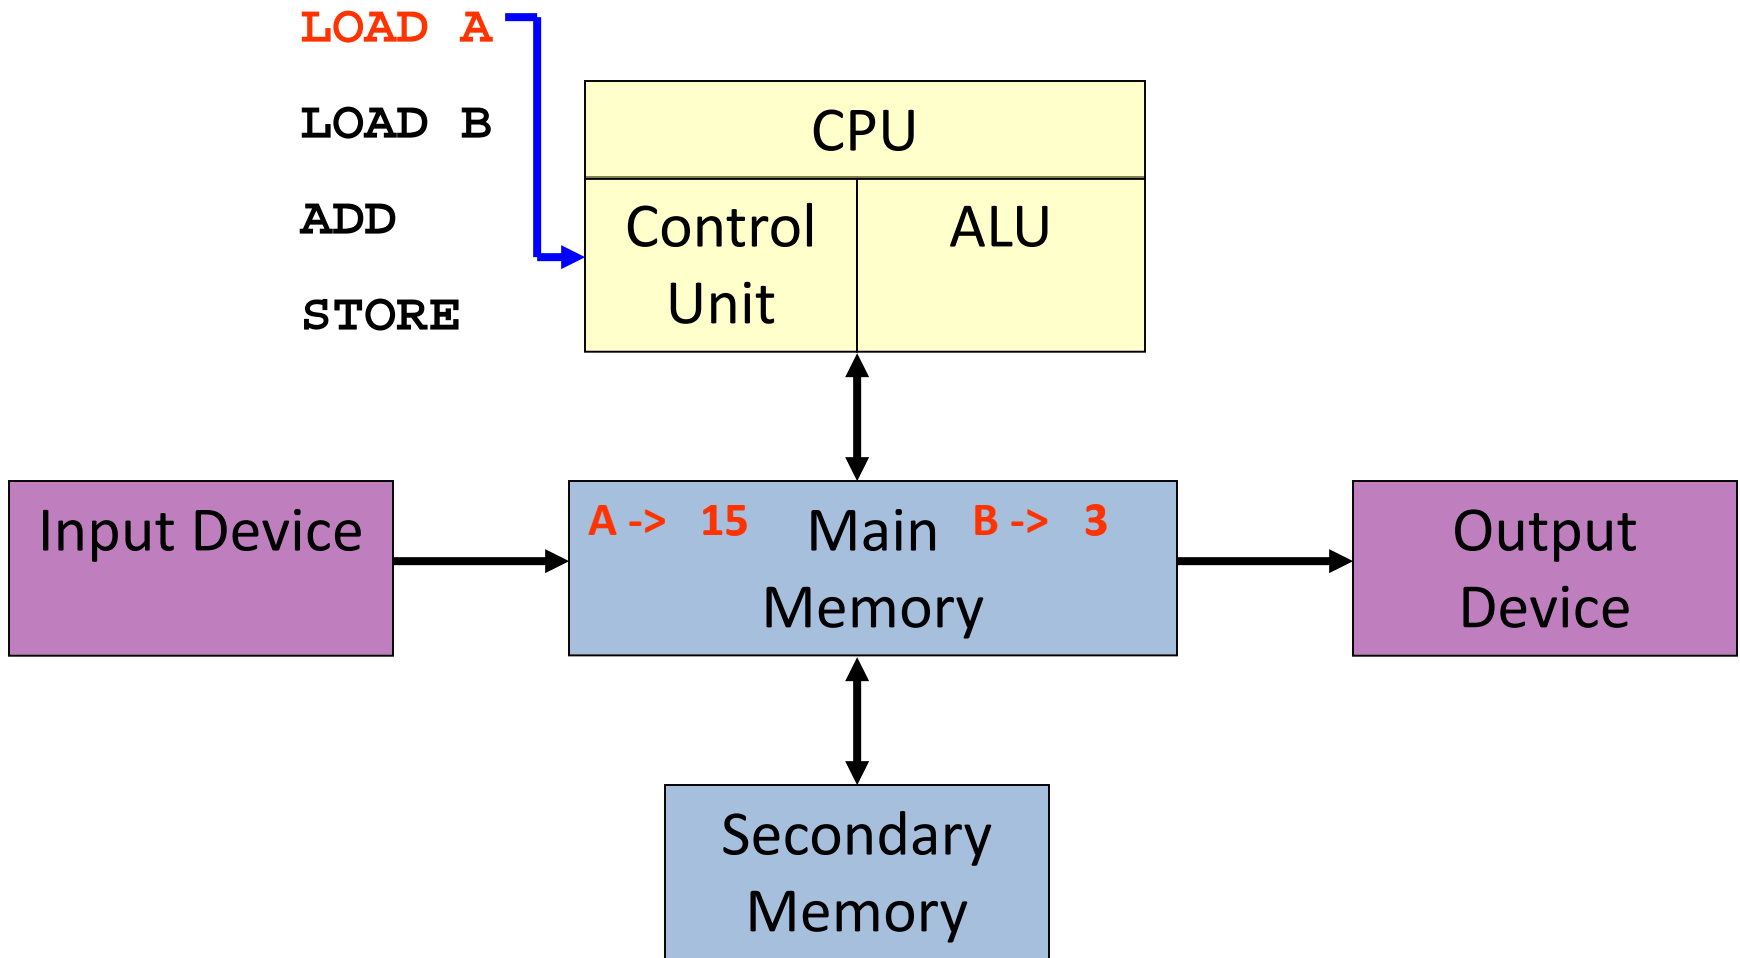 LOAD A
LOAD B
ADD
STORE
CPU
Control
Unit
ALU
Input Device
A -> 15
Main
Memory
B -> 3
Output
Device
Secondary
Memory